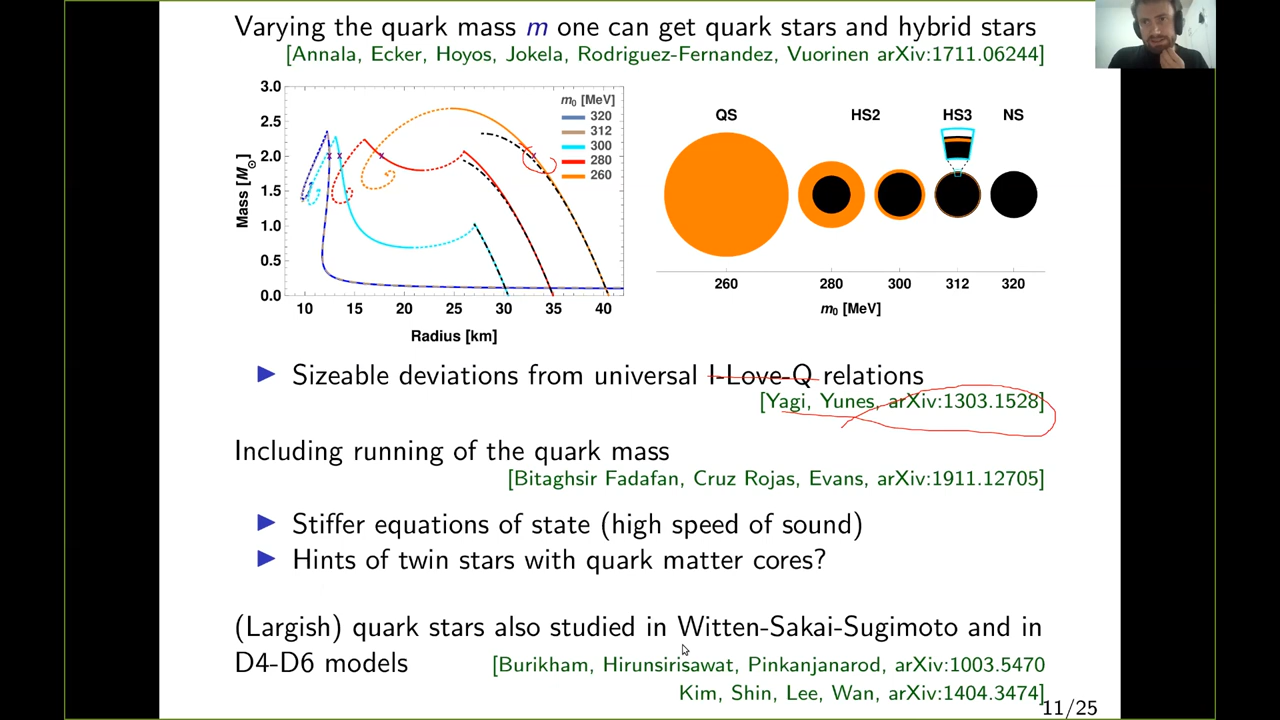 Varying the quark mass m one can get quark stars and hybrid stars
[Annala, Ecker, Hoyos, Jokela, Rodriguez-Fernandez, Vuorinen arXiv:1711.06244]
3.0
2.5
2.0
1.5
1.0
0.5
0.0
Mass [M⊙]
10 15 20 25 30 35 40
Radius [km]
m₀ [MeV]
320
312
300
280
260
QS HS2 HS3 NS
260 280 300 312 320
m₀ [MeV]
▶ Sizeable deviations from universal I-Love-Q relations
[Yagi, Yunes, arXiv:1303.1528]
Including running of the quark mass
[Bitaghsir Fadafan, Cruz Rojas, Evans, arXiv:1911.12705]
▶ Stiffer equations of state (high speed of sound)
▶ Hints of twin stars with quark matter cores?
(Largish) quark stars also studied in Witten-Sakai-Sugimoto and in
D4-D6 models
[Burikham, Hirunsirisawat, Pinkanjanarod, arXiv:1003.5470
Kim, Shin, Lee, Wan, arXiv:1404.3474]
11/25